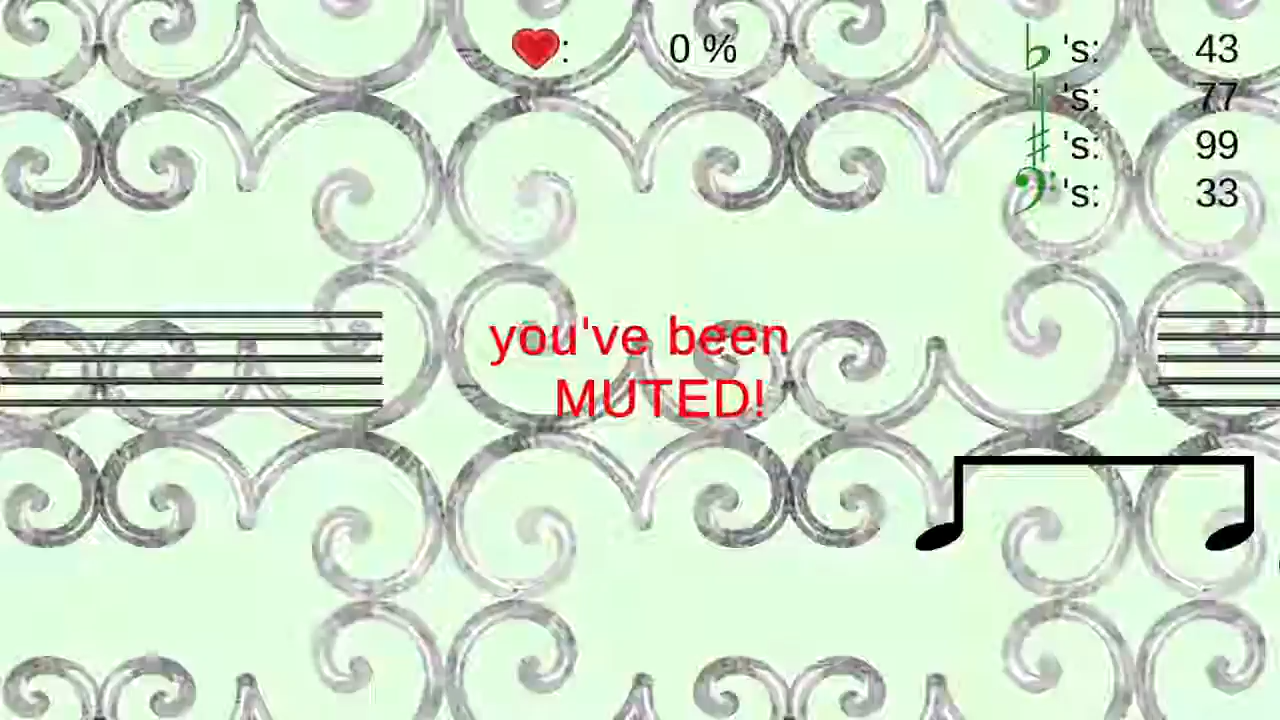 ❤: 0 %
♭'s: 43
♮'s: 77
♯'s: 99
𝄢's: 33
you've been
MUTED!